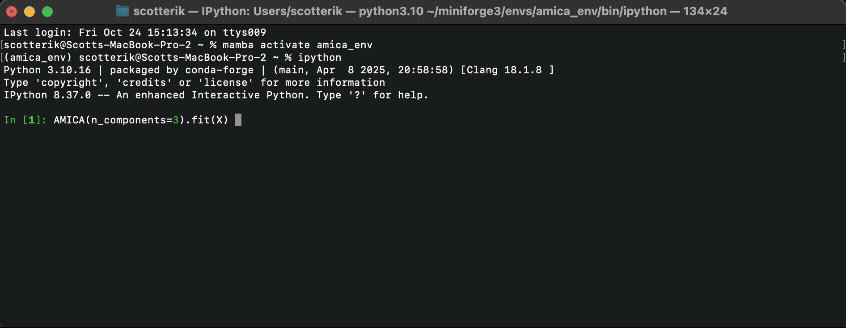 scotterik — IPython: Users/scotterik — python3.10 ~/miniforge3/envs/amica_env/bin/ipython — 134×24
Last login: Fri Oct 24 15:13:34 on ttys009
[scotterik@Scotts-MacBook-Pro-2 ~ % mamba activate amica_env ]
[(amica_env) scotterik@Scotts-MacBook-Pro-2 ~ % ipython ]
Python 3.10.16 | packaged by conda-forge | (main, Apr  8 2025, 20:58:58) [Clang 18.1.8 ]
Type 'copyright', 'credits' or 'license' for more information
IPython 8.37.0 -- An enhanced Interactive Python. Type '?' for help.
In [1]: AMICA(n_components=3).fit(X)